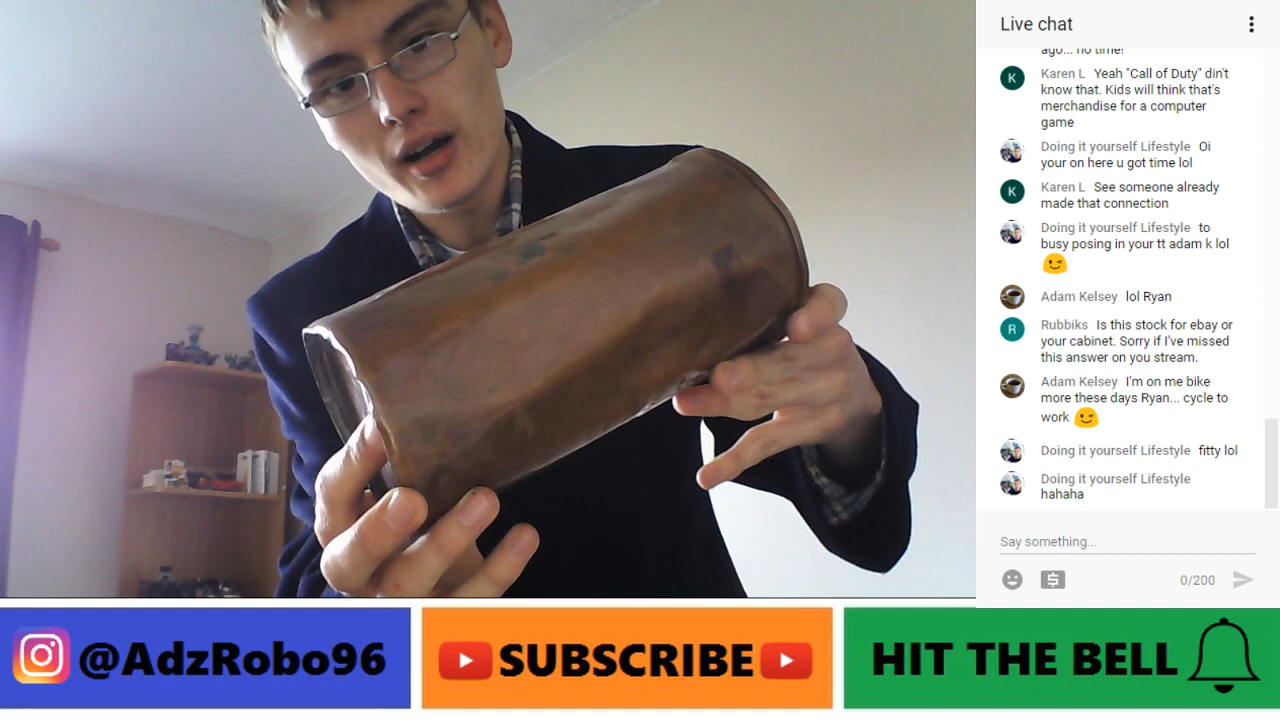 Live chat
ago... no time!
K Karen L Yeah "Call of Duty" din't
know that. Kids will think that's
merchandise for a computer
game
Doing it yourself Lifestyle Oi
your on here u got time lol
K Karen L See someone already
made that connection
Doing it yourself Lifestyle to
busy posing in your tt adam k lol
Adam Kelsey lol Ryan
R Rubbiks Is this stock for ebay or
your cabinet. Sorry if I've missed
this answer on you stream.
Adam Kelsey I'm on me bike
more these days Ryan... cycle to
work
Doing it yourself Lifestyle fitty lol
Doing it yourself Lifestyle
hahaha
Say something...
0/200
@AdzRobo96
SUBSCRIBE
HIT THE BELL